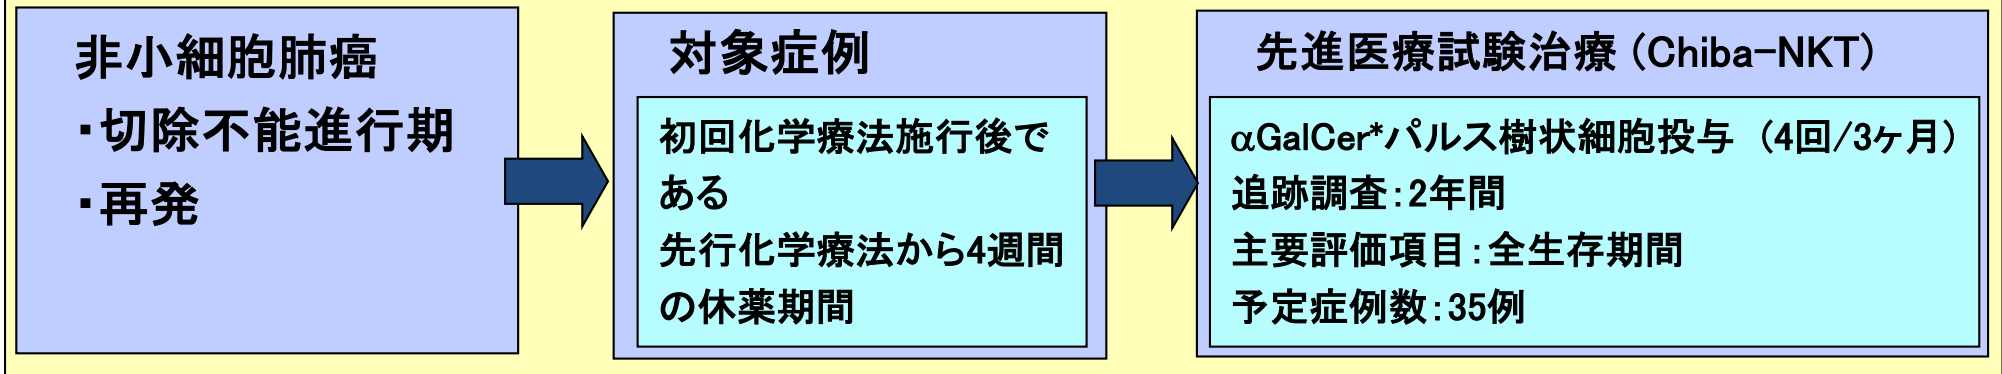 非小細胞肺癌
・切除不能進行期
・再発
対象症例
初回化学療法施行後で
ある
先行化学療法から4週間
の休薬期間
先進医療試験治療（Chiba-NKT）
αGalCer*パルス樹状細胞投与 （4回/3ヶ月）
追跡調査：2年間
主要評価項目：全生存期間
予定症例数：35例